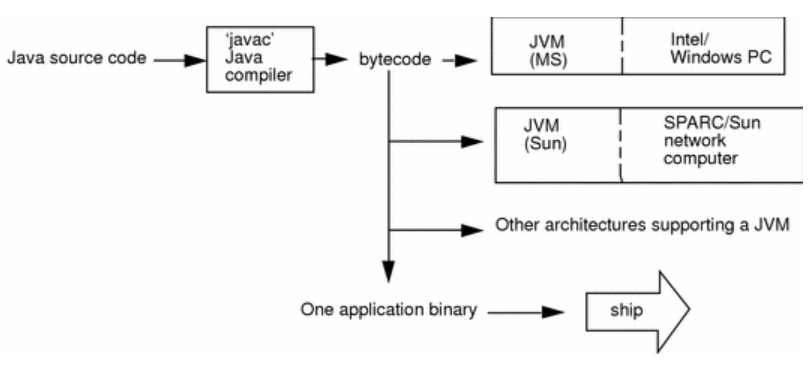 Java source code
'javac'
Java
compiler
bytecode
JVM
(MS)
Intel/
Windows PC
JVM
(Sun)
SPARC/Sun
network
computer
Other architectures supporting a JVM
One application binary
ship